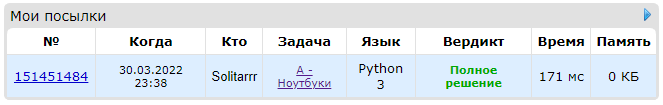 Мои посылки
№ Когда Кто Задача Язык Вердикт Время Память
151451484 30.03.2022 23:38 Solitarrr A - Ноутбуки Python 3 Полное решение 171 мс 0 КБ